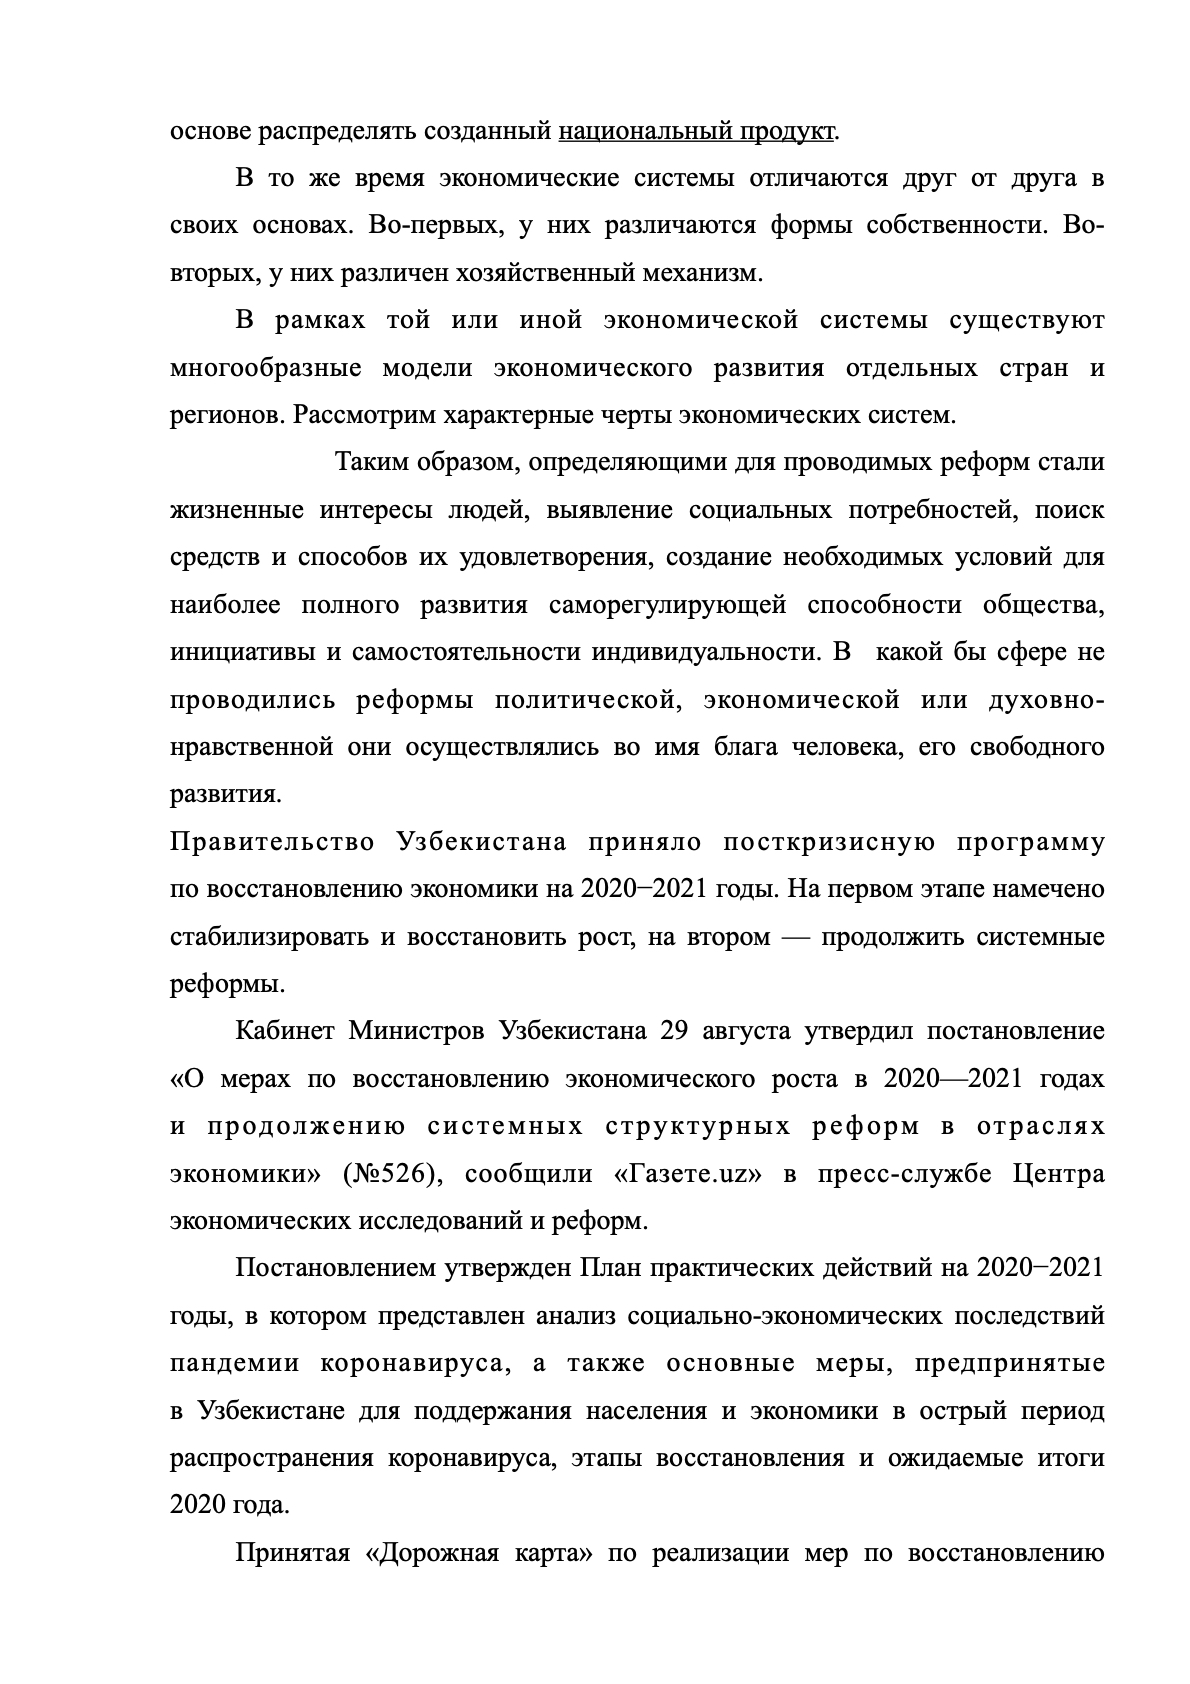 основе распределять созданный национальный продукт.
В то же время экономические системы отличаются друг от друга в
своих основах. Во-первых, у них различаются формы собственности. Во-
вторых, у них различен хозяйственный механизм.
В рамках той или иной экономической системы существуют
многообразные модели экономического развития отдельных стран и
регионов. Рассмотрим характерные черты экономических систем.
Таким образом, определяющими для проводимых реформ стали
жизненные интересы людей, выявление социальных потребностей, поиск
средств и способов их удовлетворения, создание необходимых условий для
наиболее полного развития саморегулирующей способности общества,
инициативы и самостоятельности индивидуальности. В какой бы сфере не
проводились реформы политической, экономической или духовно-
нравственной они осуществлялись во имя блага человека, его свободного
развития.
Правительство Узбекистана приняло посткризисную программу
по восстановлению экономики на 2020−2021 годы. На первом этапе намечено
стабилизировать и восстановить рост, на втором — продолжить системные
реформы.
Кабинет Министров Узбекистана 29 августа утвердил постановление
«О мерах по восстановлению экономического роста в 2020—2021 годах
и продолжению системных структурных реформ в отраслях
экономики» (№526), сообщили «Газете.uz» в пресс-службе Центра
экономических исследований и реформ.
Постановлением утвержден План практических действий на 2020−2021
годы, в котором представлен анализ социально-экономических последствий
пандемии коронавируса, а также основные меры, предпринятые
в Узбекистане для поддержания населения и экономики в острый период
распространения коронавируса, этапы восстановления и ожидаемые итоги
2020 года.
Принятая «Дорожная карта» по реализации мер по восстановлению